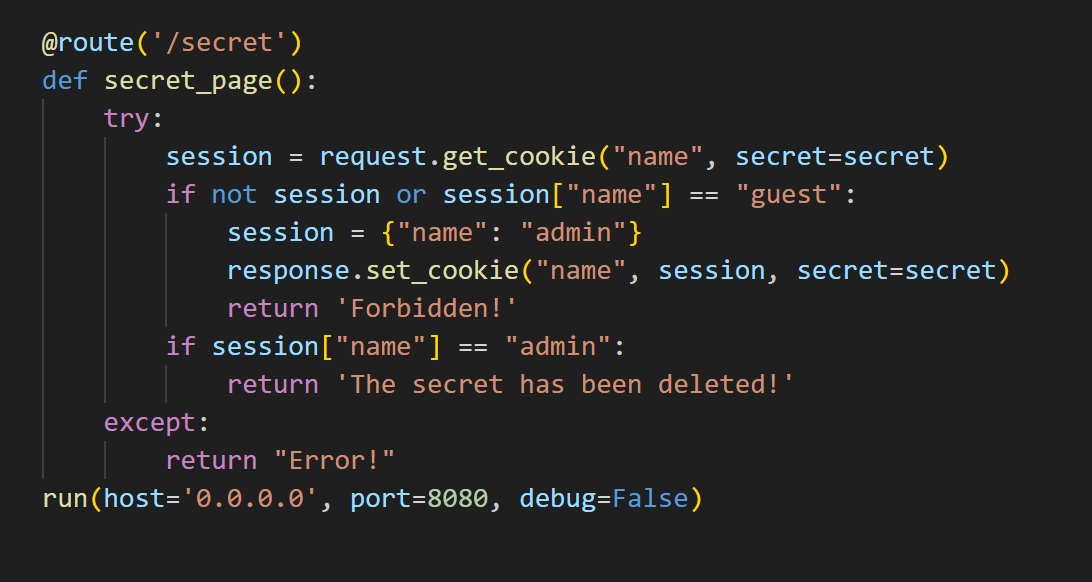 @route('/secret')
def secret_page():
    try:
        session = request.get_cookie("name", secret=secret)
        if not session or session["name"] == "guest":
            session = {"name": "admin"}
            response.set_cookie("name", session, secret=secret)
            return 'Forbidden!'
        if session["name"] == "admin":
            return 'The secret has been deleted!'
    except:
        return "Error!"
run(host='0.0.0.0', port=8080, debug=False)